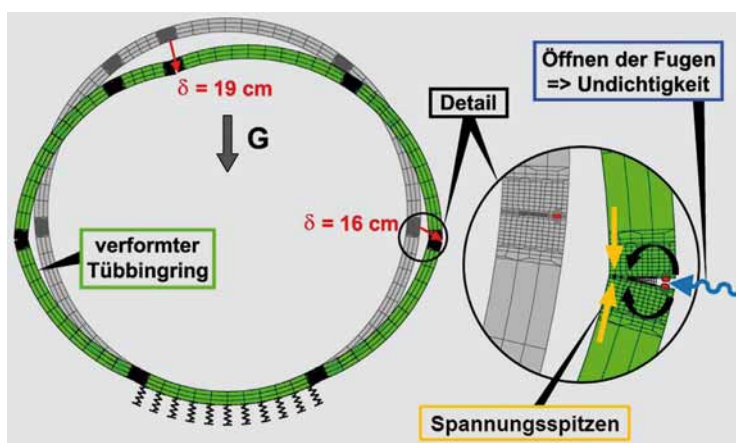 δ = 19 cm
G
verformter
Tübbingring
δ = 16 cm
Detail
Öffnen der Fugen
=> Undichtigkeit
Spannungsspitzen